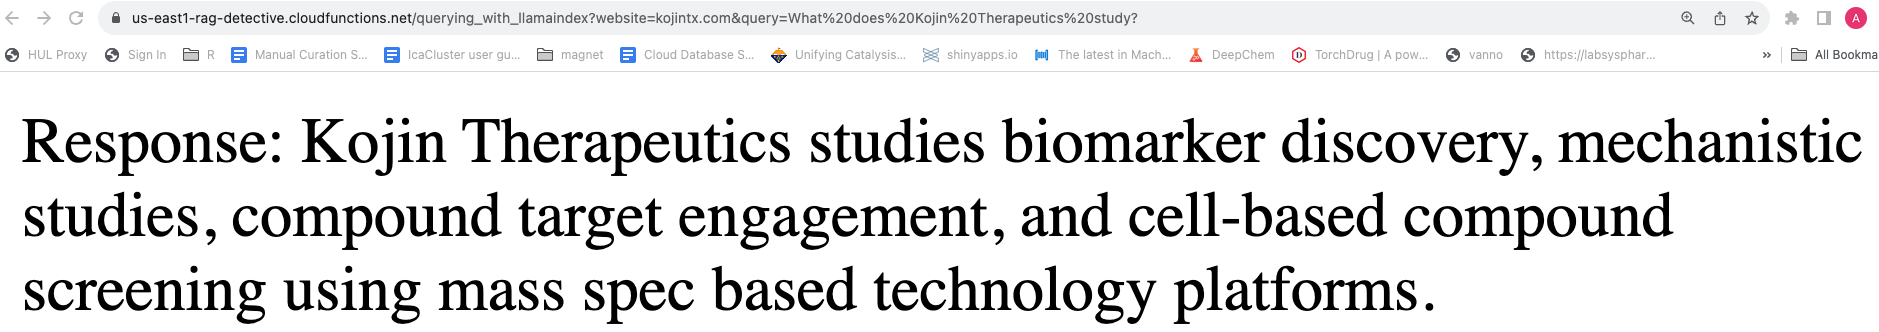 us-east1-rag-detective.cloudfunctions.net/querying_with_llamaindex?website=kojintx.com&query=What%20does%20Kojin%20Therapeutics%20study?
A
HUL Proxy Sign In R Manual Curation S... IcaCluster user gu... magnet Cloud Database S... Unifying Catalysis... shinyapps.io The latest in Mach... DeepChem TorchDrug | A pow... vanno https://labsysphar... » All Bookma
Response: Kojin Therapeutics studies biomarker discovery, mechanistic
studies, compound target engagement, and cell-based compound
screening using mass spec based technology platforms.